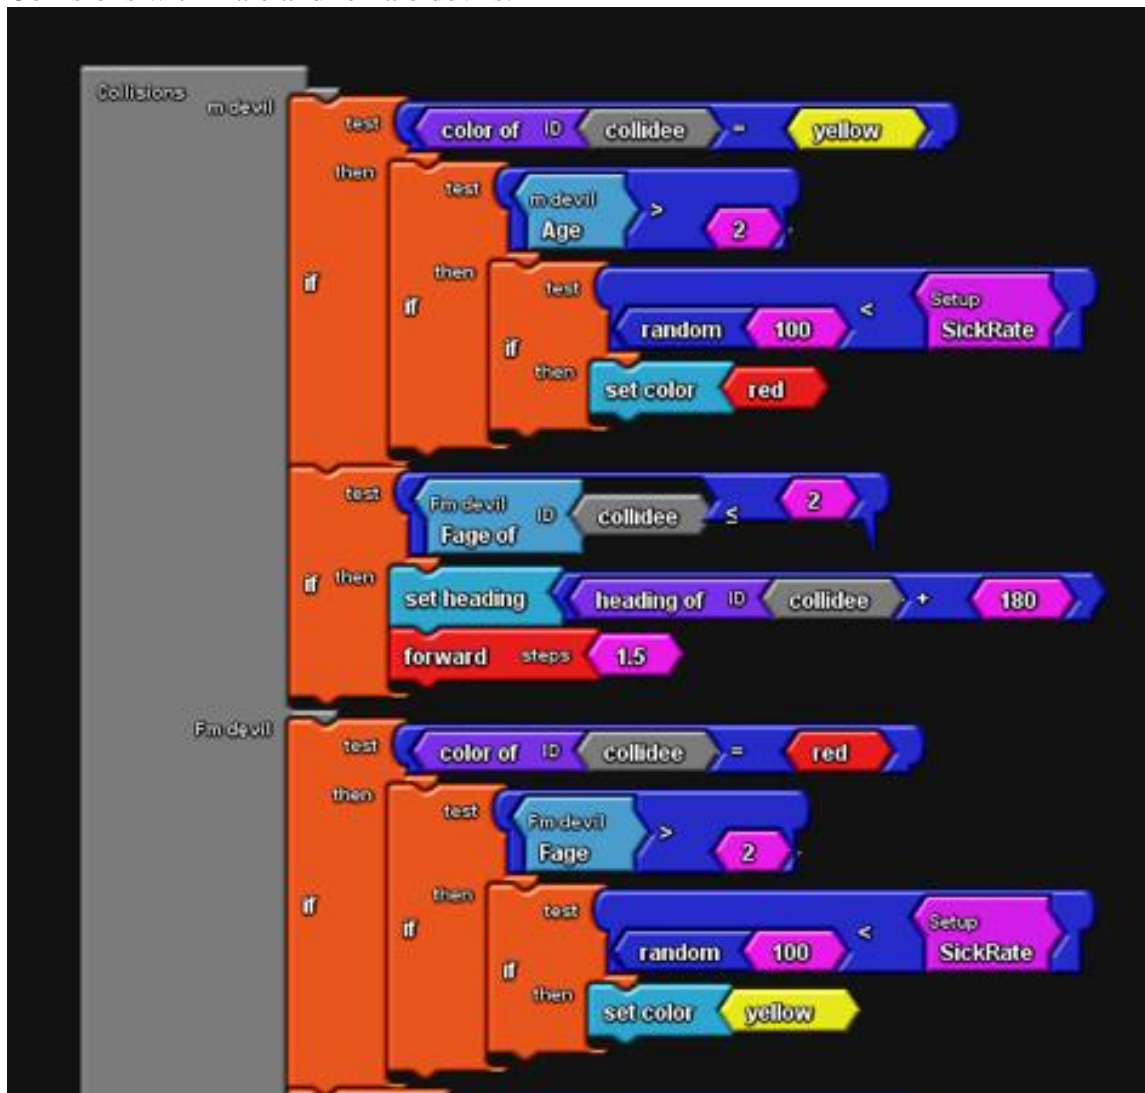 Collisions
m devil
test color of ID collidee = yellow
then test m devil Age > 2
if if then test random 100 < Setup SickRate
if then set color red
test Fm devil Fage of ID collidee ≤ 2
if then set heading heading of ID collidee + 180
forward steps 1.5
Fm devil
test color of ID collidee = red
then test Fm devil Fage > 2
if if then test random 100 < Setup SickRate
if then set color yellow